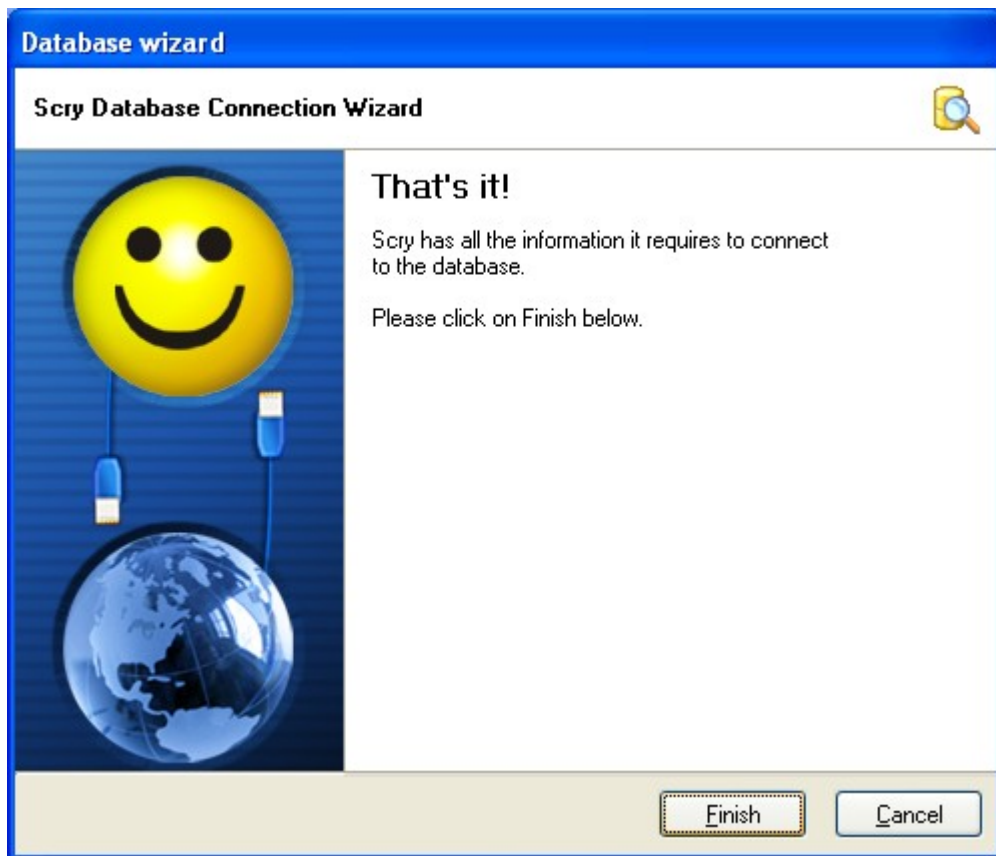 Database wizard
Scry Database Connection Wizard
That's it!
Scry has all the information it requires to connect
to the database.
Please click on Finish below.
Finish
Cancel